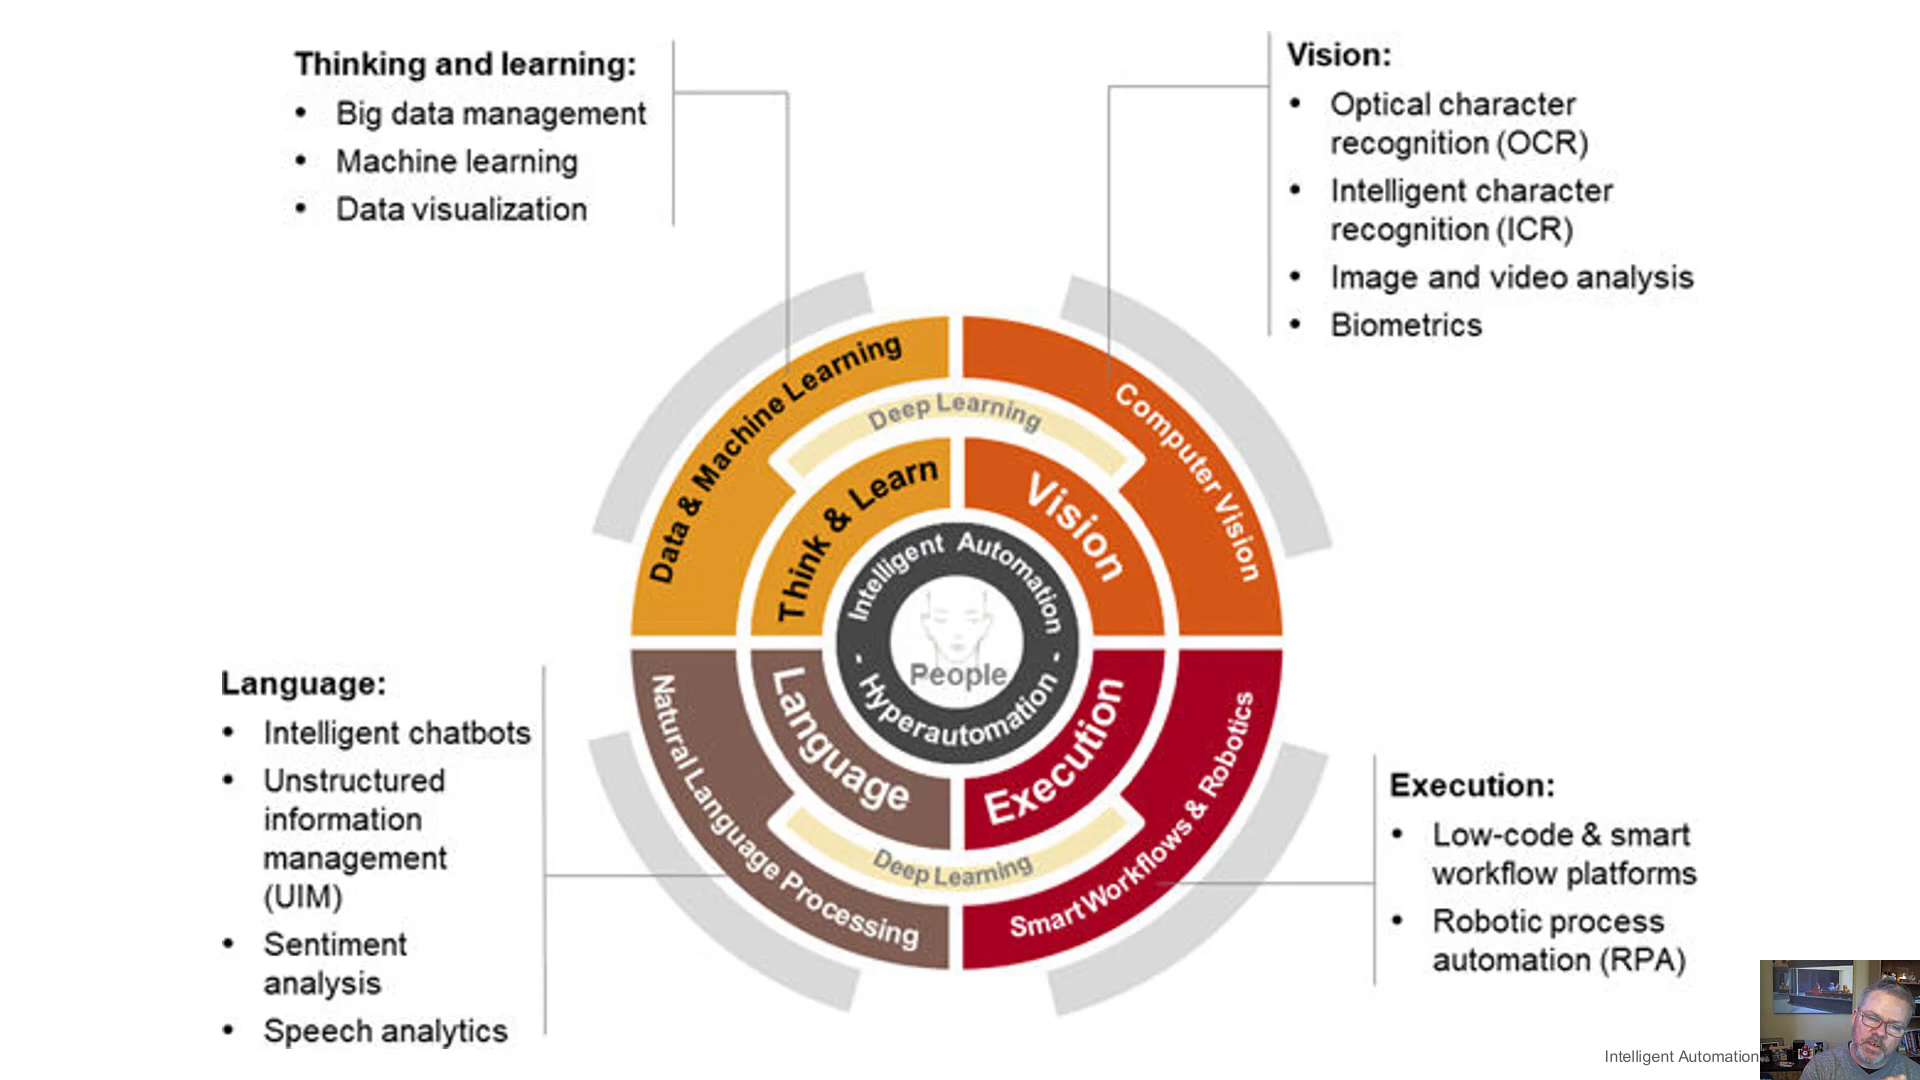 Thinking and learning:
• Big data management
• Machine learning
• Data visualization
Vision:
• Optical character
recognition (OCR)
• Intelligent character
recognition (ICR)
• Image and video analysis
• Biometrics
Data & Machine Learning
Computer Vision
Deep Learning
Think & Learn
Vision
Intelligent Automation
People
- Hyperautomation -
Language
Execution
Natural Language Processing
Smart Workflows & Robotics
Deep Learning
Language:
• Intelligent chatbots
• Unstructured
information
management
(UIM)
• Sentiment
analysis
• Speech analytics
Execution:
• Low-code & smart
workflow platforms
• Robotic process
automation (RPA)
Intelligent Automation